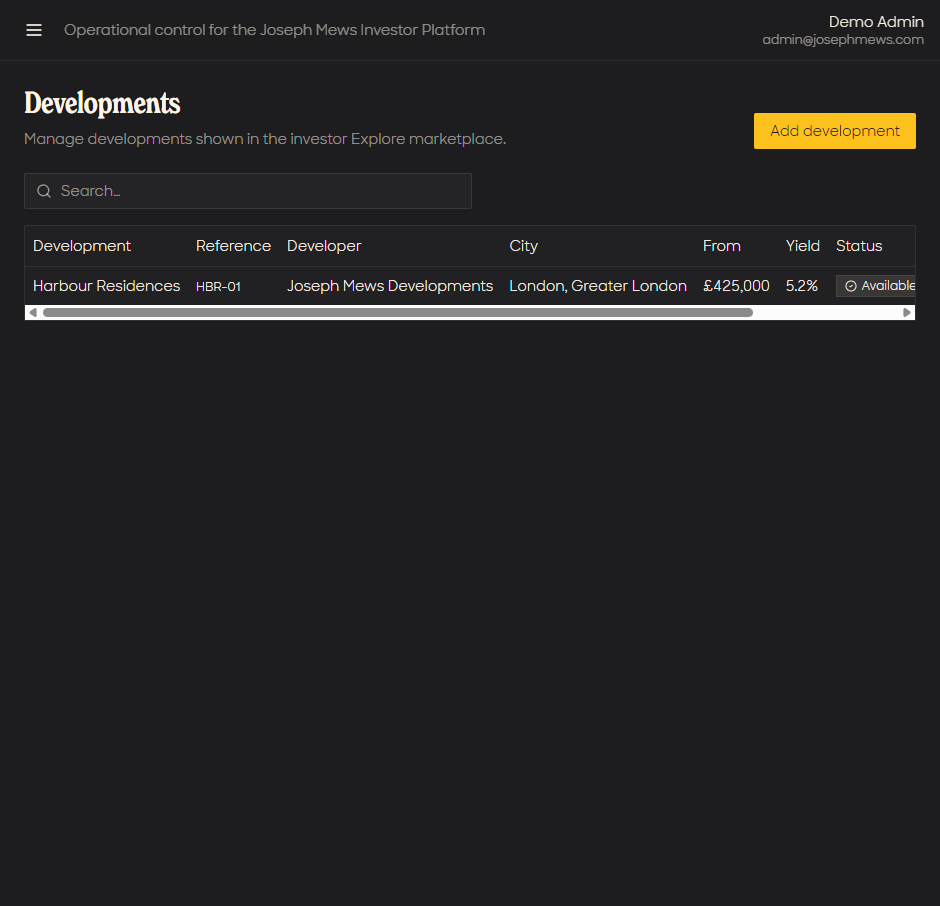 Operational control for the Joseph Mews Investor Platform
Demo Admin
admin@josephmews.com
Developments
Manage developments shown in the investor Explore marketplace.
Add development
Search…
Development Reference Developer City From Yield Status
Harbour Residences HBR-01 Joseph Mews Developments London, Greater London £425,000 5.2% Available